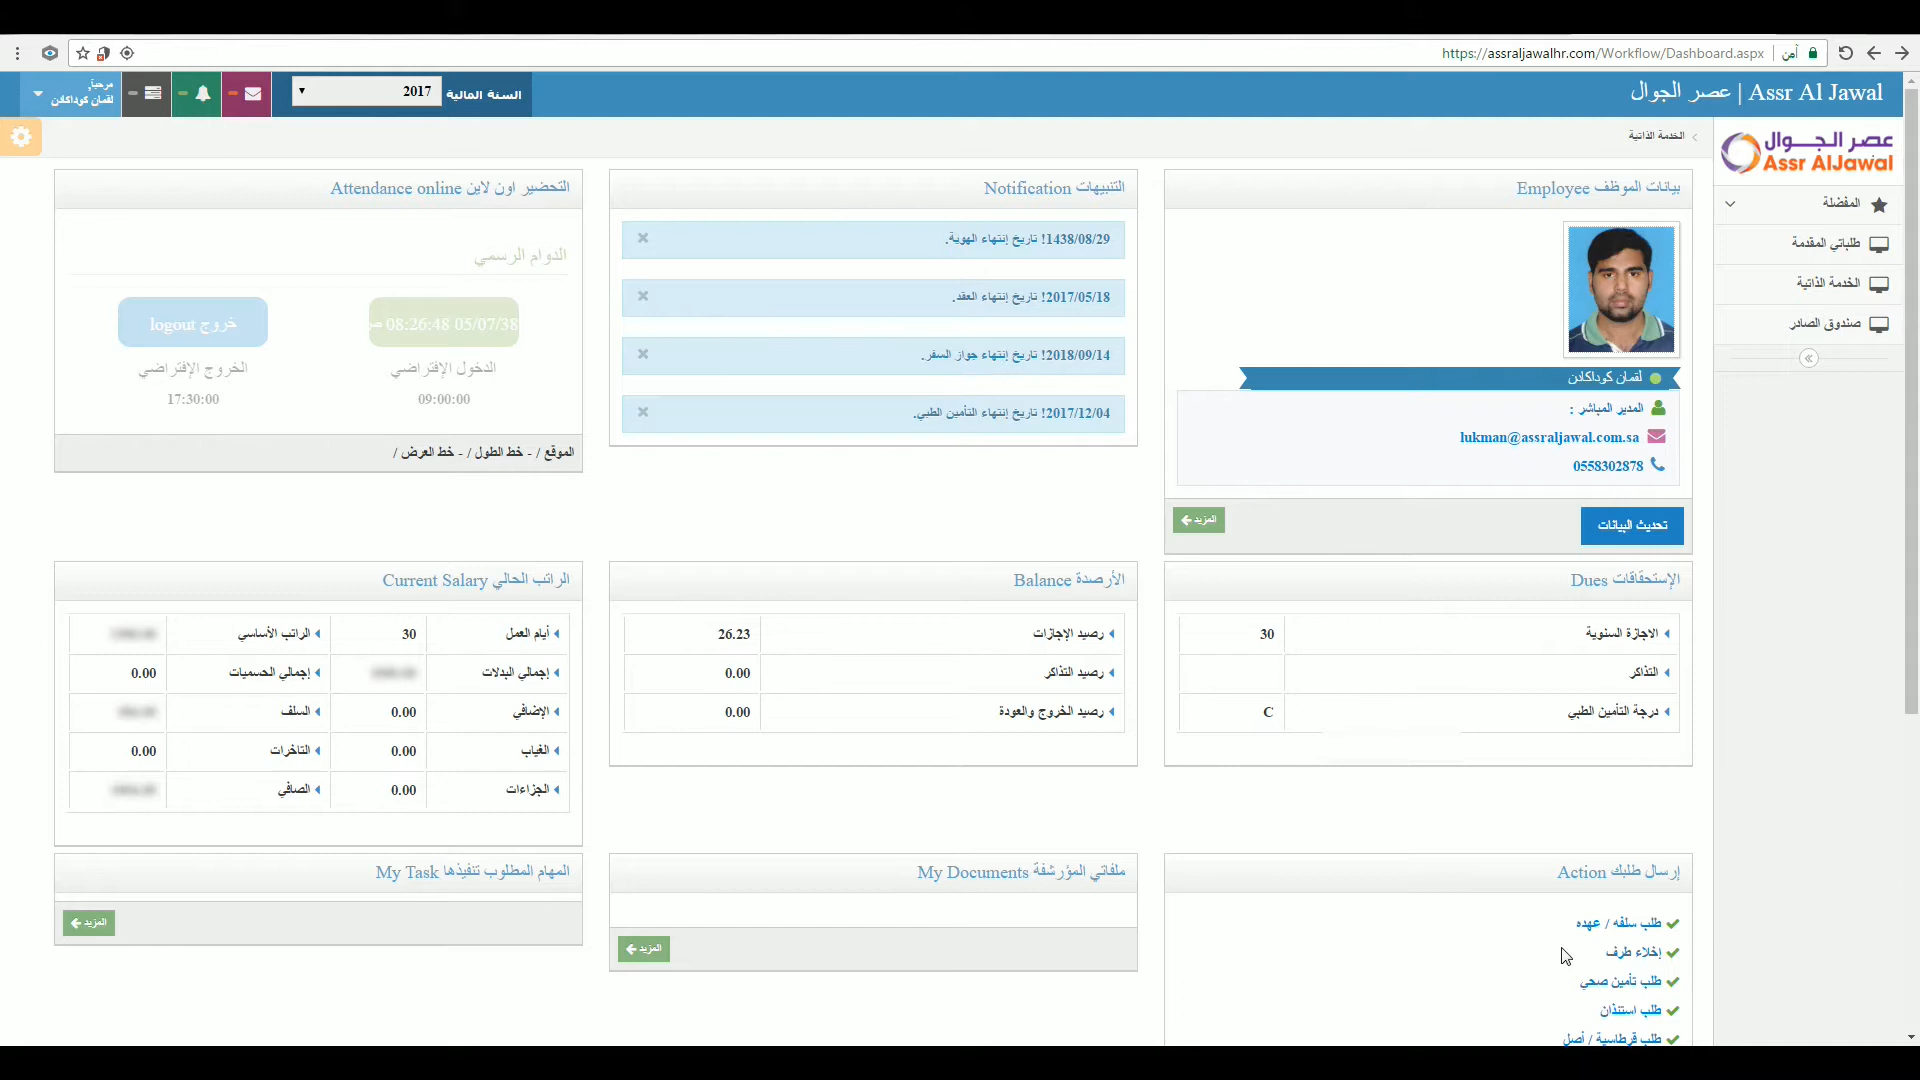 https://assraljawalhr.com/Workflow/Dashboard.aspx
آمن
Assr Al Jawal | عصر الجوال
السنة المالية
2017
مرحباً,
لقمان كوداكاثن
الخدمة الذاتية
عصر الجـوال
Assr AlJawal
المفضلة
طلباتي المقدمة
الخدمة الذاتية
صندوق الصادر
بيانات الموظف Employee
لقمان كوداكاثن
المدير المباشر :
lukman@assraljawal.com.sa
0558302878
تحديث البيانات
المزيد
التنبيهات Notification
1438/08/29! تاريخ إنتهاء الهوية.
2017/05/18! تاريخ إنتهاء العقد.
2018/09/14! تاريخ إنتهاء جواز السفر.
2017/12/04! تاريخ إنتهاء التأمين الطبي.
التحضير اون لاين Attendance online
الدوام الرسمي
08:26:48 05/07/38
خروج logout
الدخول الإفتراضي
الخروج الإفتراضي
09:00:00
17:30:00
الموقع / - خط الطول / - خط العرض /
الإستحقاقات Dues
الاجازة السنوية 30
التذاكر
درجة التأمين الطبي C
الأرصدة Balance
رصيد الإجازات 26.23
رصيد التذاكر 0.00
رصيد الخروج والعودة 0.00
الراتب الحالي Current Salary
أيام العمل 30 الراتب الأساسي
إجمالي البدلات إجمالي الحسميات 0.00
الإضافي 0.00 السلف
الغياب 0.00 التاخرات 0.00
الجزاءات 0.00 الصافي
إرسال طلبك Action
طلب سلفه / عهده
إخلاء طرف
طلب تأمين صحي
طلب استئذان
طلب قرطاسية / أصل
ملفاتي المؤرشفة My Documents
المزيد
المهام المطلوب تنفيذها My Task
المزيد